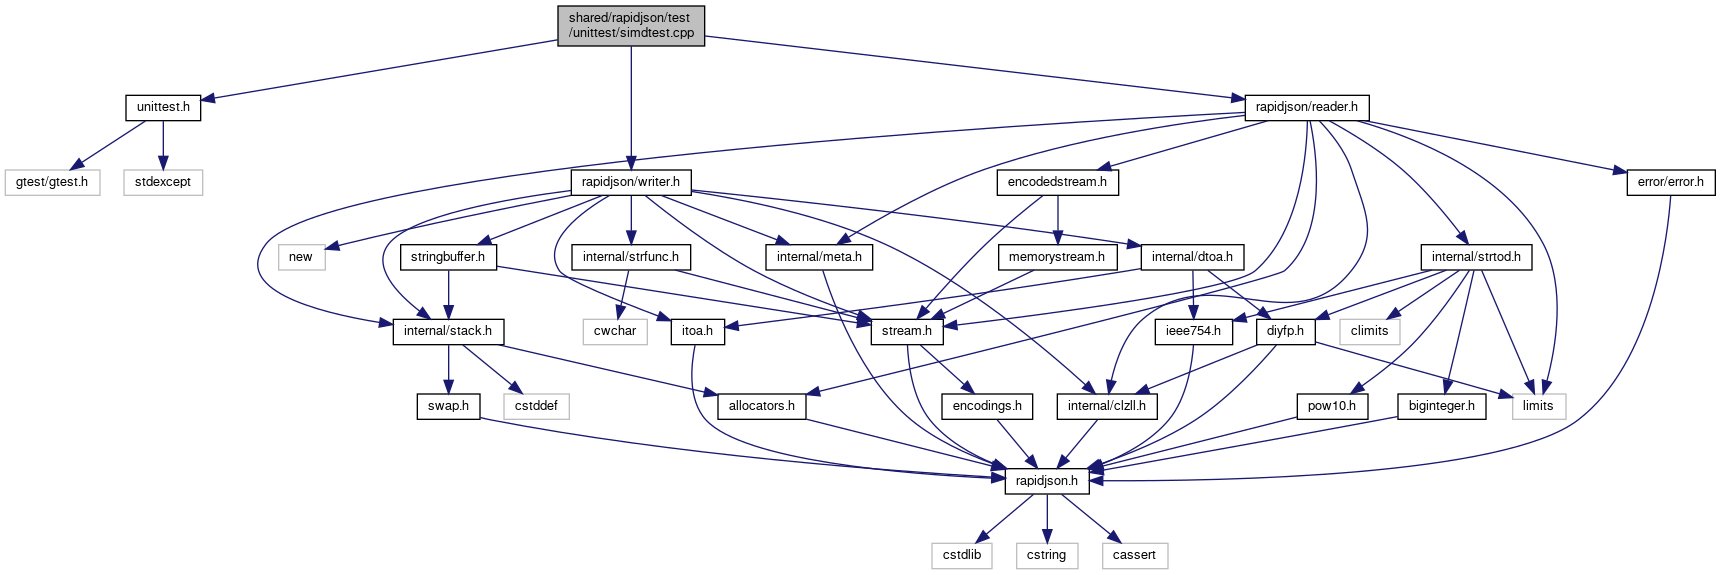 shared/rapidjson/test
/unittest/simdtest.cpp
unittest.h
rapidjson/reader.h
gtest/gtest.h
stdexcept
rapidjson/writer.h
encodedstream.h
error/error.h
new
stringbuffer.h
internal/strfunc.h
internal/meta.h
memorystream.h
internal/dtoa.h
internal/strtod.h
internal/stack.h
cwchar
itoa.h
stream.h
ieee754.h
diyfp.h
climits
swap.h
cstddef
allocators.h
encodings.h
internal/clzll.h
pow10.h
biginteger.h
limits
rapidjson.h
cstdlib
cstring
cassert